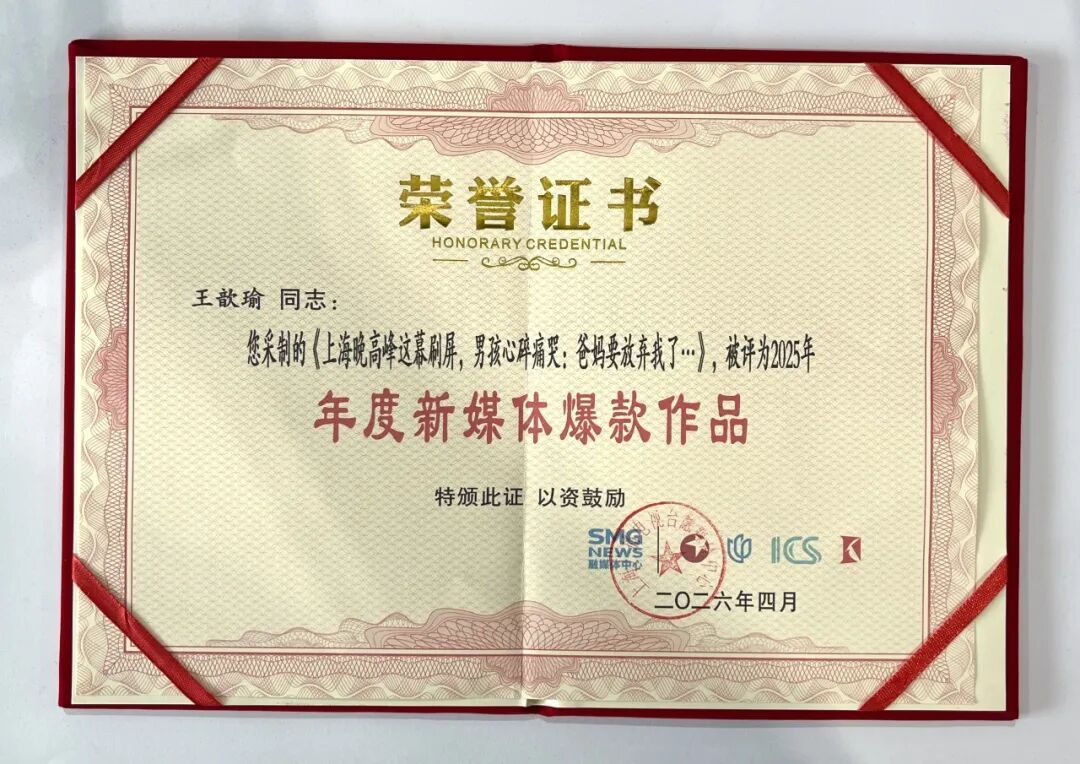 荣誉证书
HONORARY CREDENTIAL
王歆瑜 同志：
您采制的《上海晚高峰这幕刷屏，男孩心碎痛哭：爸妈要放弃我了…》，被评为2025年
年度新媒体爆款作品
特颁此证 以资鼓励
SMG
NEWS
融媒体中心
ICS
二〇二六年四月